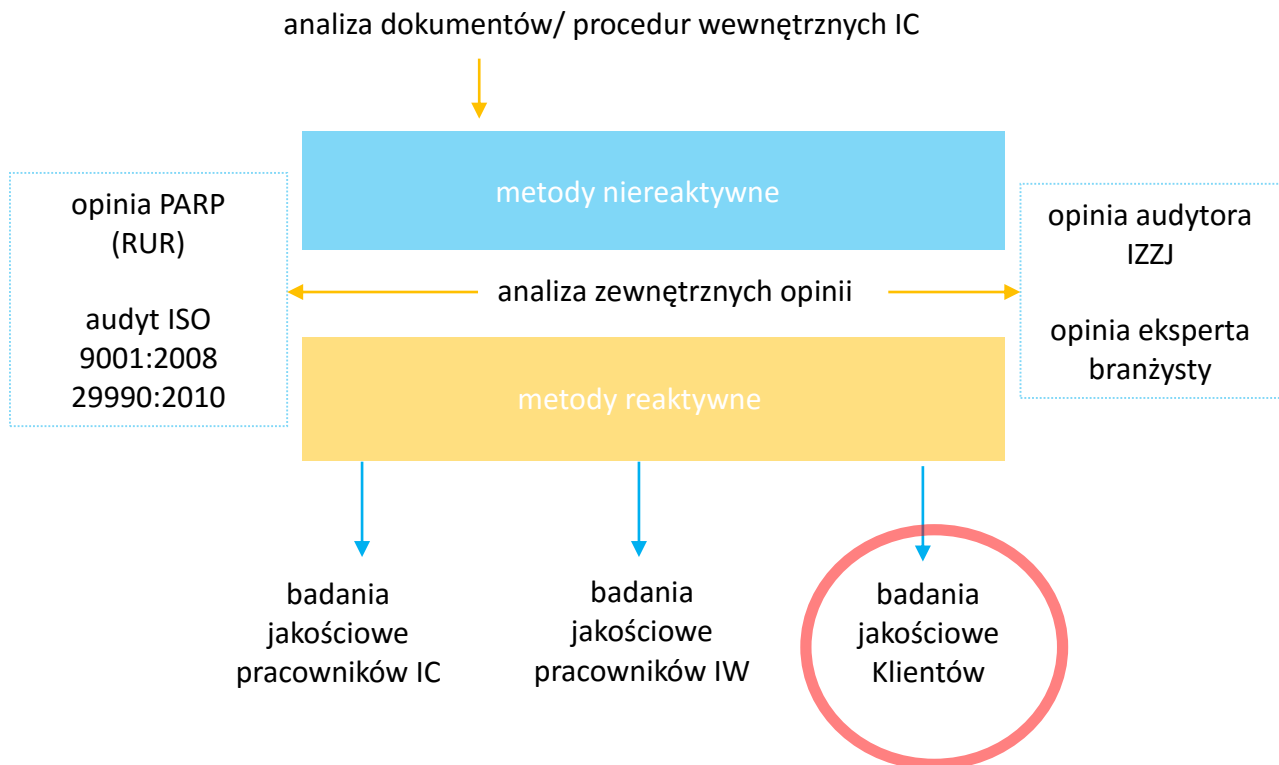 analiza dokumentów/ procedur wewnętrznych IC
metody niereaktywne
opinia PARP
(RUR)
audyt ISO
9001:2008
29990:2010
analiza zewnętrznych opinii
opinia audytora
IZZJ
opinia eksperta
branżysty
metody reaktywne
badania
jakościowe
pracowników IC
badania
jakościowe
pracowników IW
badania
jakościowe
Klientów